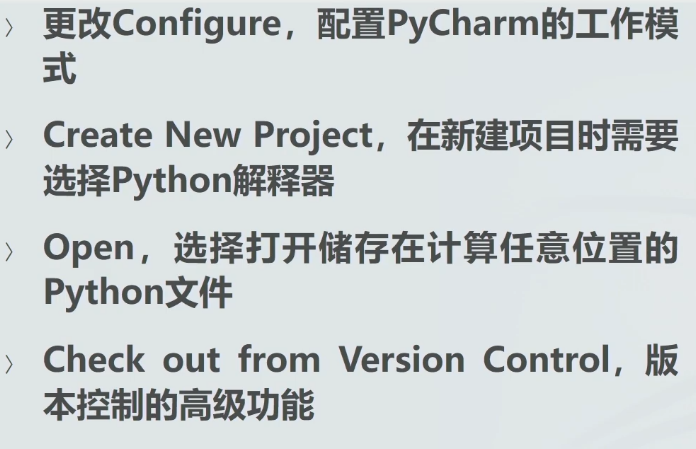 更改Configure，配置PyCharm的工作模
式
Create New Project，在新建项目时需要
选择Python解释器
Open，选择打开储存在计算任意位置的
Python文件
Check out from Version Control，版
本控制的高级功能